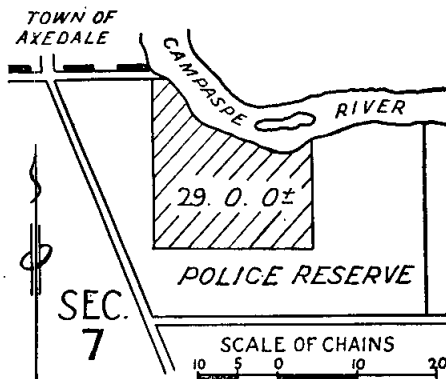 TOWN OF
AXEDALE
CAMPASPE
RIVER
29. 0. 0±
POLICE RESERVE
SEC.
7
SCALE OF CHAINS
10 5 0 10 20